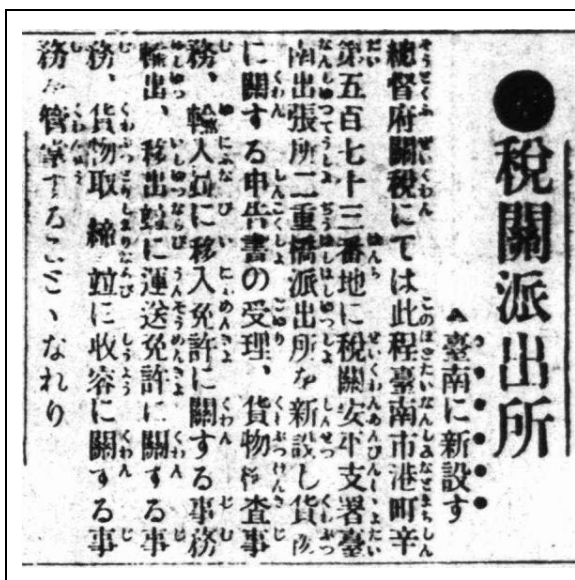 ●稅關派出所
▲臺南に新設す
總督府關稅にては此程臺南市港町辛
第五百七十三番地に稅關安平支署臺
南出張所二重橋派出所を新設し貨物
に關する申告書の受理、貨物檢査事
務、輸入並に移入免許に關する事務
輸出、移出並に運送免許に關する事
務、貨物取締並に收容に關する事
務を管掌することゝなれり